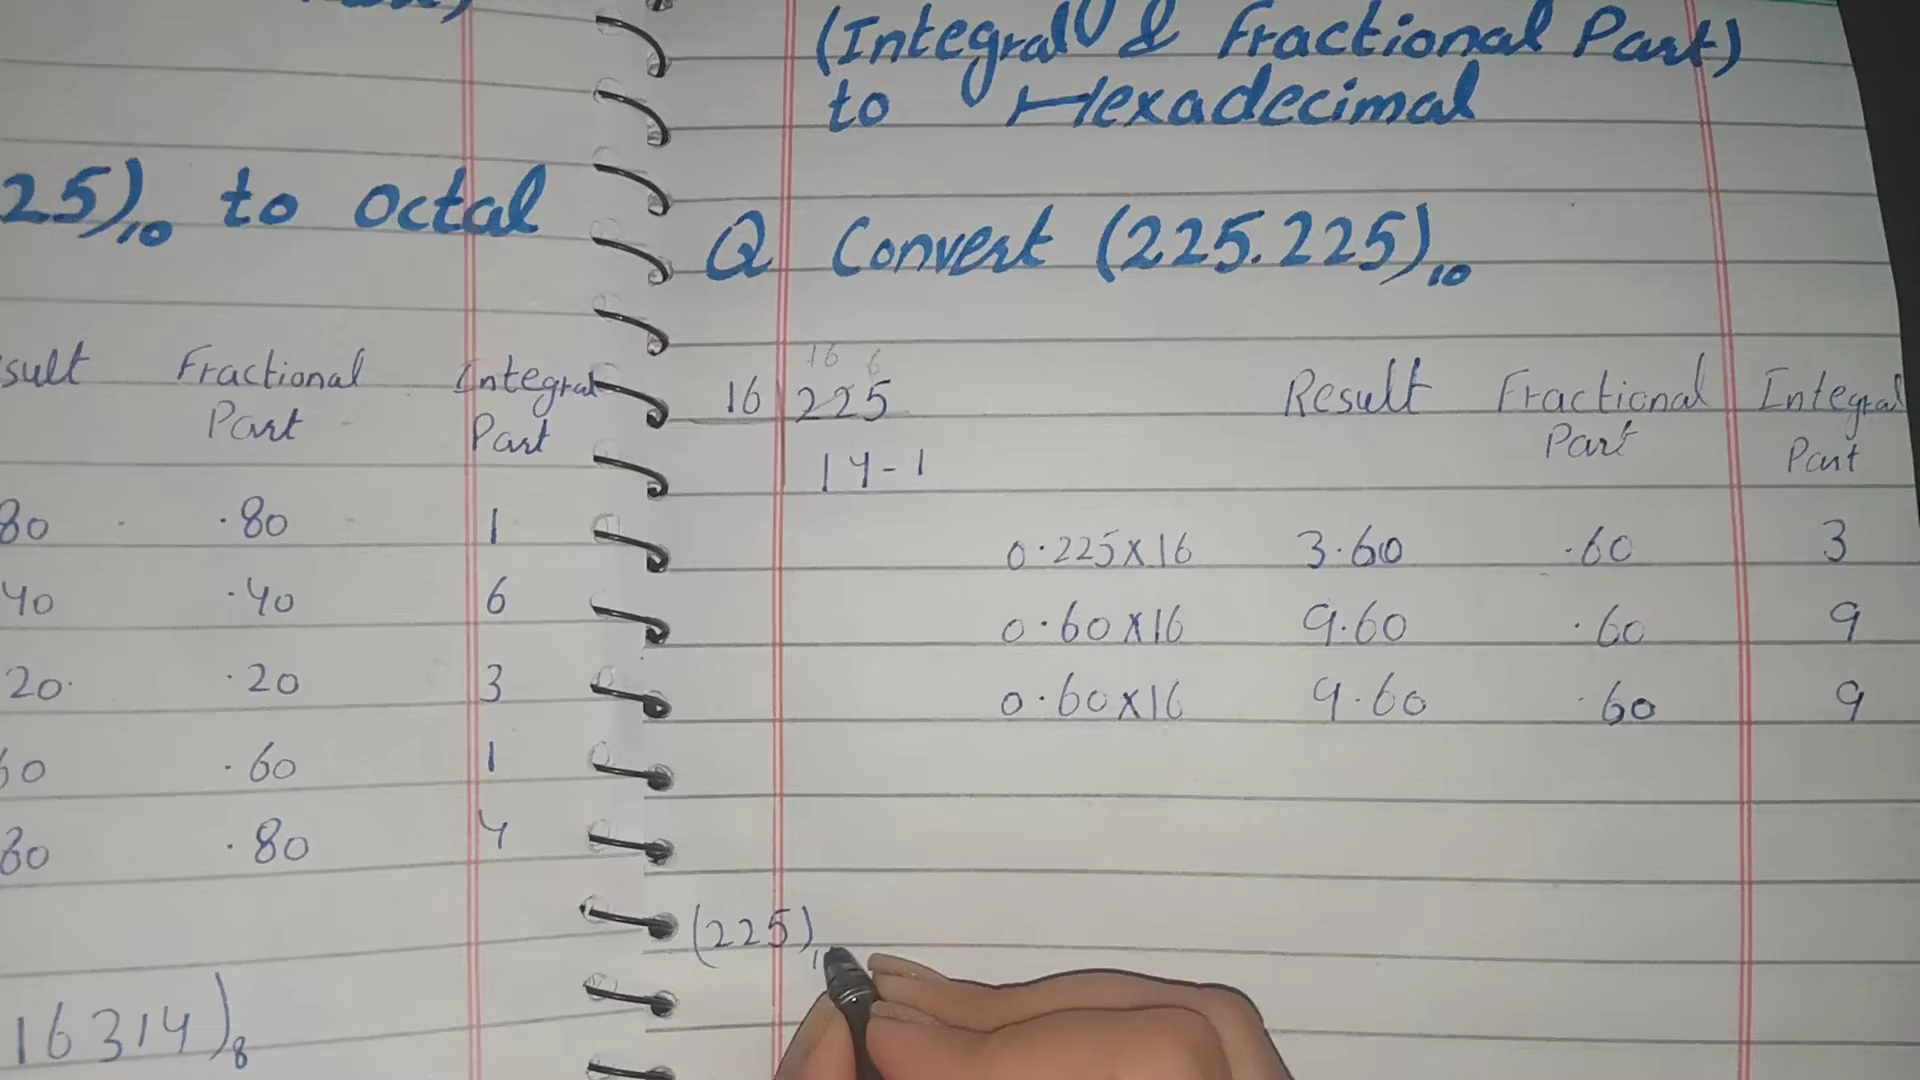 25)₁₀ to Octal
sult Fractional Part Integral Part
80 .80 1
40 .40 6
20. .20 3
60 .60 1
80 .80 4
16314)₈
(Integral & Fractional Part)
to Hexadecimal
Q Convert (225.225)₁₀
16 6
16 225
14-1
Result Fractional Part Integral Part
0.225x16 3.60 .60 3
0.60x16 9.60 .60 9
0.60x16 9.60 .60 9
(225)₁